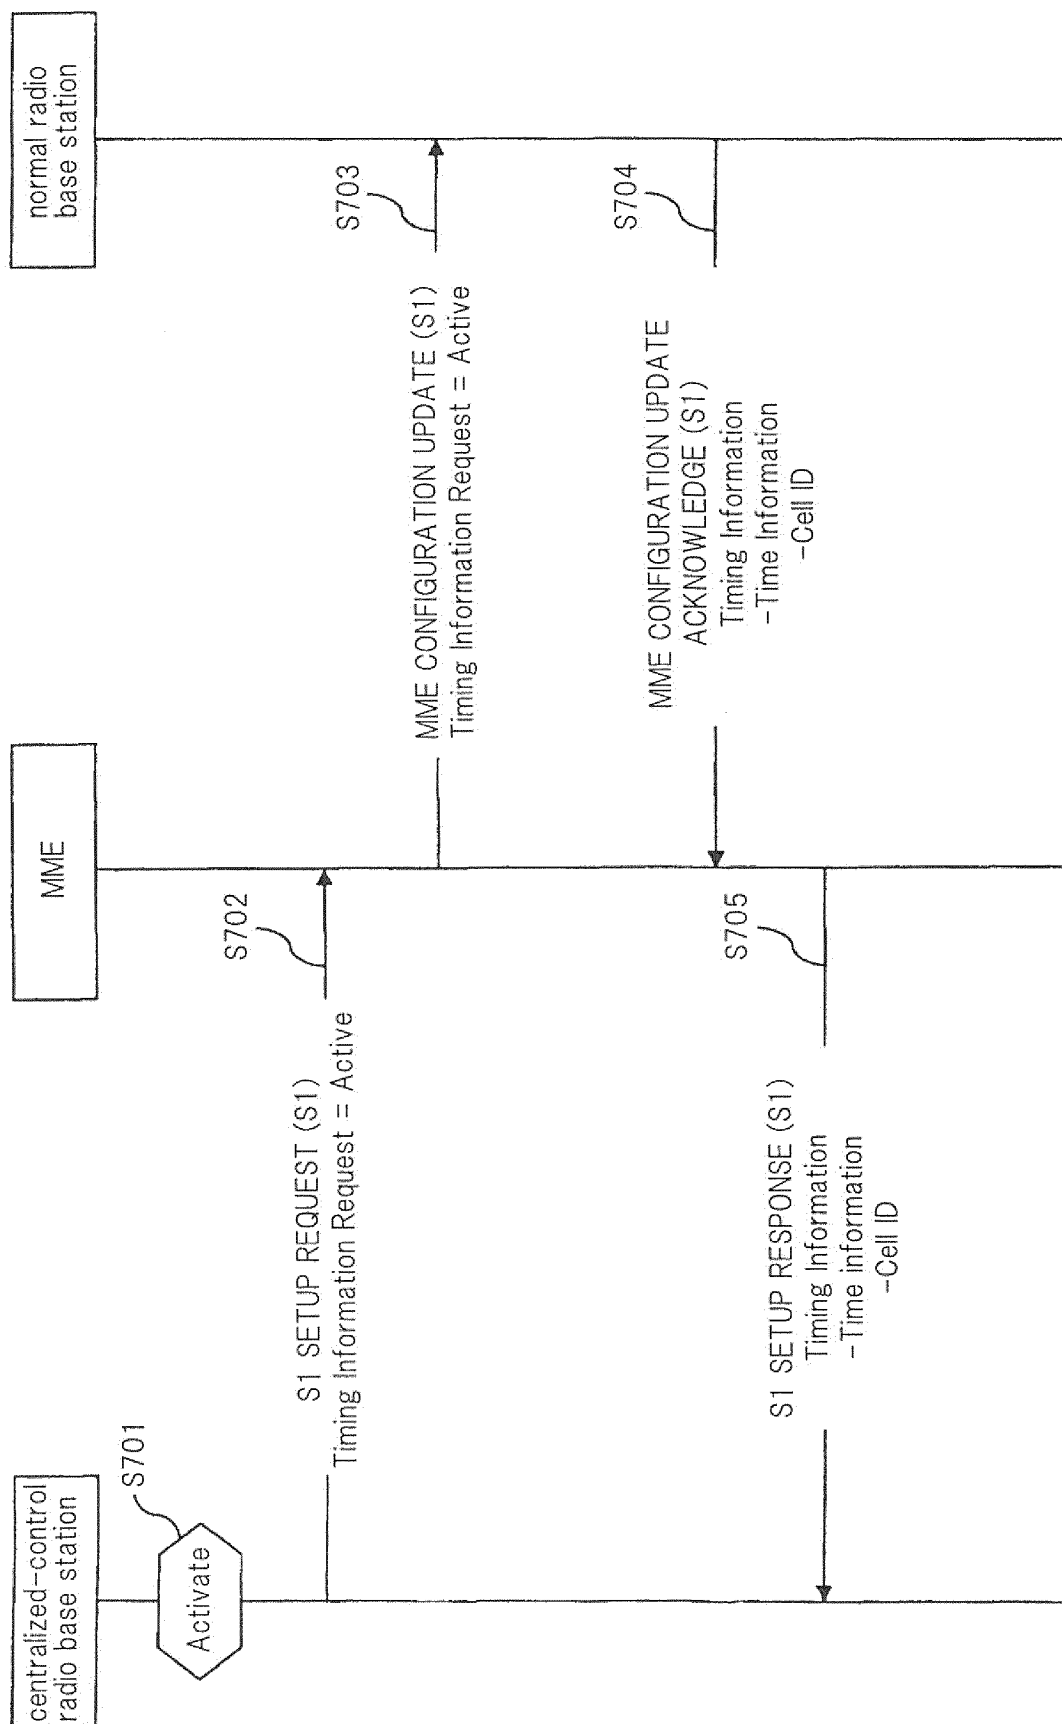 centralized-control
radio base station
MME
normal radio
base station
Activate
S701
S1 SETUP REQUEST (S1)
Timing Information Request = Active
S702
MME CONFIGURATION UPDATE (S1)
Timing Information Request = Active
S703
MME CONFIGURATION UPDATE
ACKNOWLEDGE (S1)
Timing Information
-Time Information
-Cell ID
S704
S1 SETUP RESPONSE (S1)
Timing Information
-Time information
-Cell ID
S705